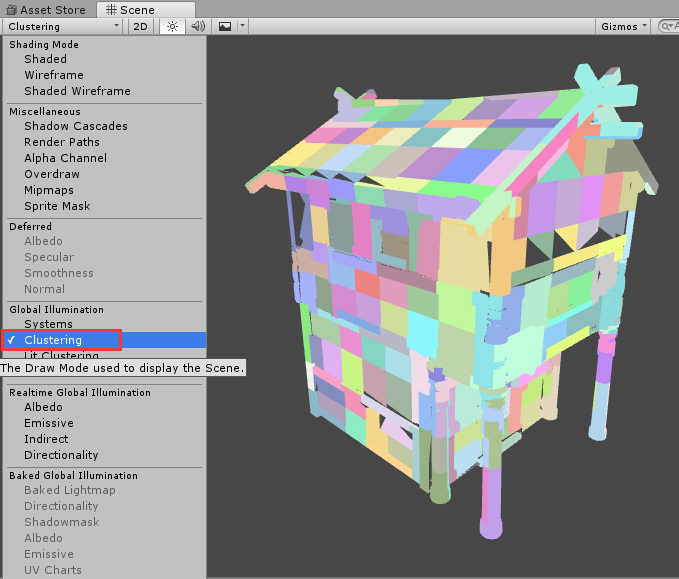 Asset Store
Scene
Clustering
2D
Gizmos
Shading Mode
Shaded
Wireframe
Shaded Wireframe
Miscellaneous
Shadow Cascades
Render Paths
Alpha Channel
Overdraw
Mipmaps
Sprite Mask
Deferred
Albedo
Specular
Smoothness
Normal
Global Illumination
Systems
Clustering
Lit Clustering
The Draw Mode used to display the Scene.
Realtime Global Illumination
Albedo
Emissive
Indirect
Directionality
Baked Global Illumination
Baked Lightmap
Directionality
Shadowmask
Albedo
Emissive
UV Charts